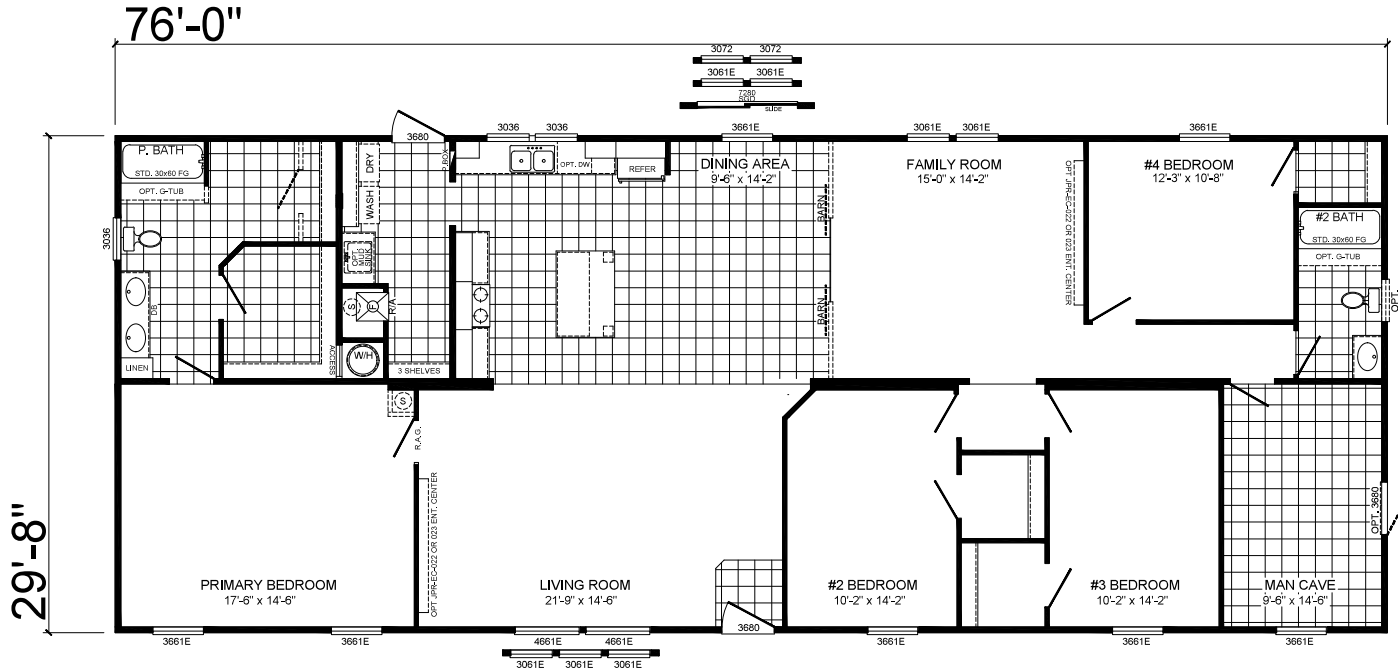 76'-0"
3072 3072
3061E 3061E
7280
SGD
SLIDE
3680
3036 3036
3661E
3061E 3061E
3661E
P. BATH
STD. 30x60 FG
OPT. G-TUB
DRY
WASH
P.BOX
OPT. DW
REFER
DINING AREA
9'-6" x 14'-2"
FAMILY ROOM
15'-0" x 14'-2"
#4 BEDROOM
12'-3" x 10'-8"
BARN
BARN
OPT JPR-EC-022 OR 023 ENT. CENTER
#2 BATH
STD. 30x60 FG
OPT. G-TUB
OPT.
3036
OPT.
MUD
SINK
S
F
R/A
DB
LINEN
ACCESS
W/H
3 SHELVES
S
R.A.G.
OPT JPR-EC-022 OR 023 ENT. CENTER
29'-8"
PRIMARY BEDROOM
17'-6" x 14'-6"
LIVING ROOM
21'-9" x 14'-6"
#2 BEDROOM
10'-2" x 14'-2"
#3 BEDROOM
10'-2" x 14'-2"
MAN CAVE
9'-6" x 14'-6"
OPT. 3680
3661E
3661E
4661E 4661E
3680
3661E
3661E
3661E
3061E 3061E 3061E